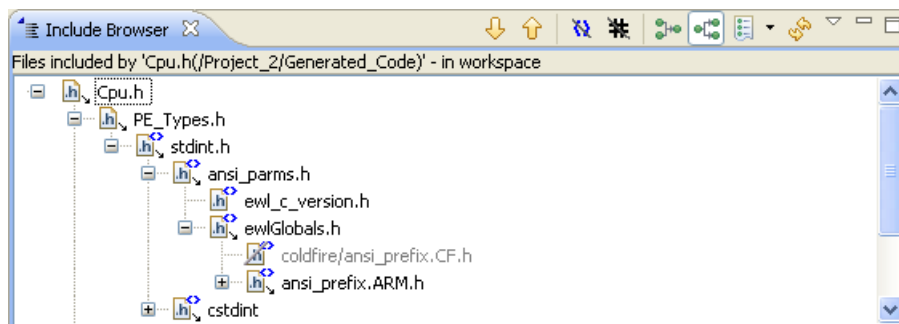 Include Browser
Files included by 'Cpu.h(/Project_2/Generated_Code)' - in workspace
.h Cpu.h
.h PE_Types.h
.h stdint.h
.h ansi_parms.h
.h ewl_c_version.h
.h ewlGlobals.h
.h coldfire/ansi_prefix.CF.h
.h ansi_prefix.ARM.h
.h cstdint